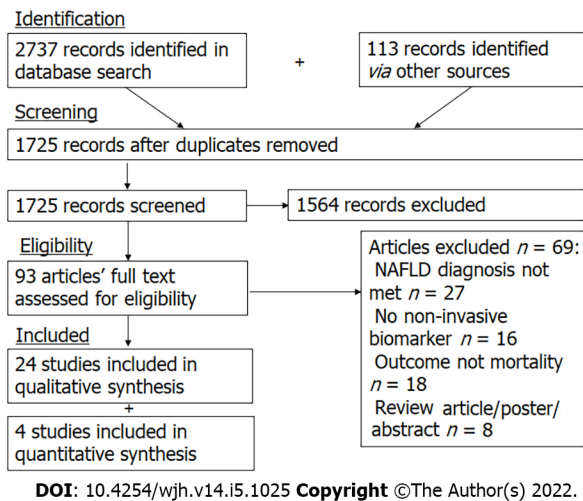 Identification
2737 records identified in
database search
+
113 records identified
via other sources
Screening
1725 records after duplicates removed
1725 records screened
1564 records excluded
Eligibility
93 articles' full text
assessed for eligibility
Articles excluded n = 69:
NAFLD diagnosis not
met n = 27
No non-invasive
biomarker n = 16
Outcome not mortality
n = 18
Review article/poster/
abstract n = 8
Included
24 studies included in
qualitative synthesis
+
4 studies included in
quantitative synthesis
DOI: 10.4254/wjh.v14.i5.1025 Copyright ©The Author(s) 2022.